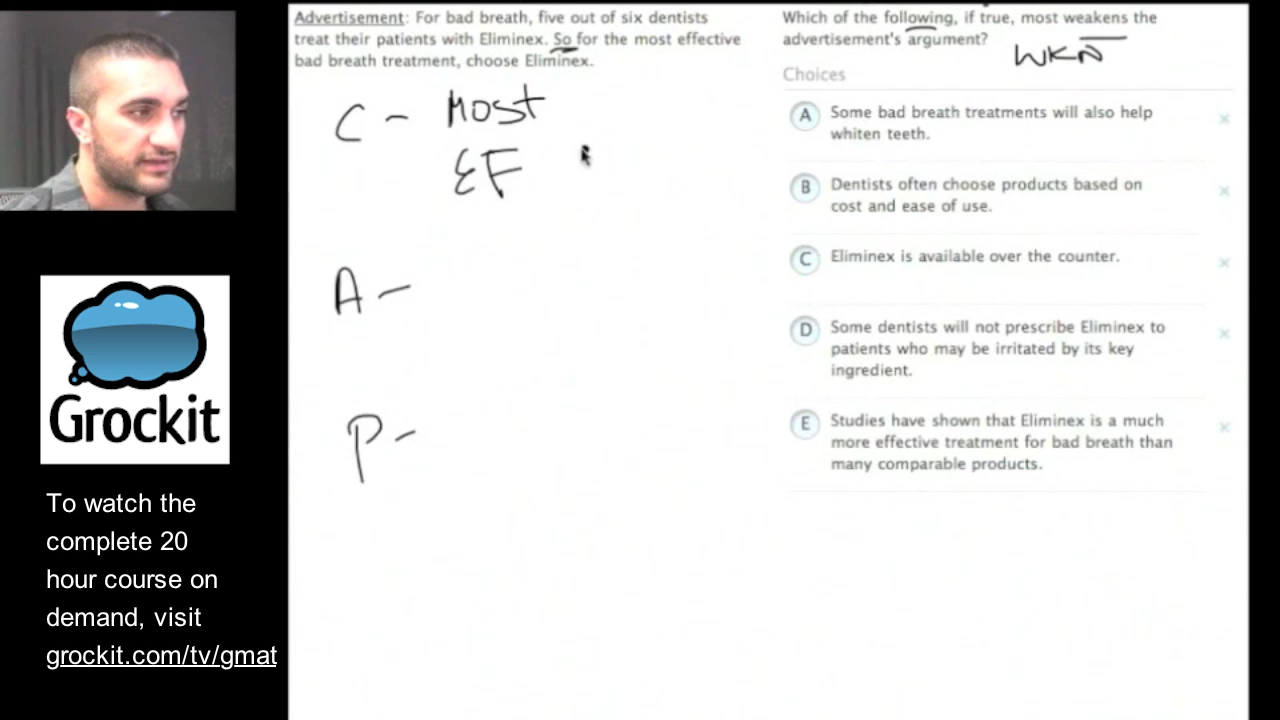 Advertisement: For bad breath, five out of six dentists
treat their patients with Eliminex. So for the most effective
bad breath treatment, choose Eliminex.
C - MOST
EF
A -
P -
Which of the following, if true, most weakens the
advertisement's argument?
WKN
Choices
A Some bad breath treatments will also help
whiten teeth.
B Dentists often choose products based on
cost and ease of use.
C Eliminex is available over the counter.
D Some dentists will not prescribe Eliminex to
patients who may be irritated by its key
ingredient.
E Studies have shown that Eliminex is a much
more effective treatment for bad breath than
many comparable products.
Grockit
To watch the
complete 20
hour course on
demand, visit
grockit.com/tv/gmat